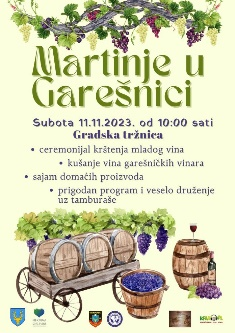 Martinje u
Garešnici
Subota 11.11.2023. od 10:00 sati
Gradska tržnica
• ceremonijal krštenja mladog vina
• kušanje vina garešničkih vinara
• sajam domaćih proizvoda
• prigodan program i veselo druženje
uz tamburaše